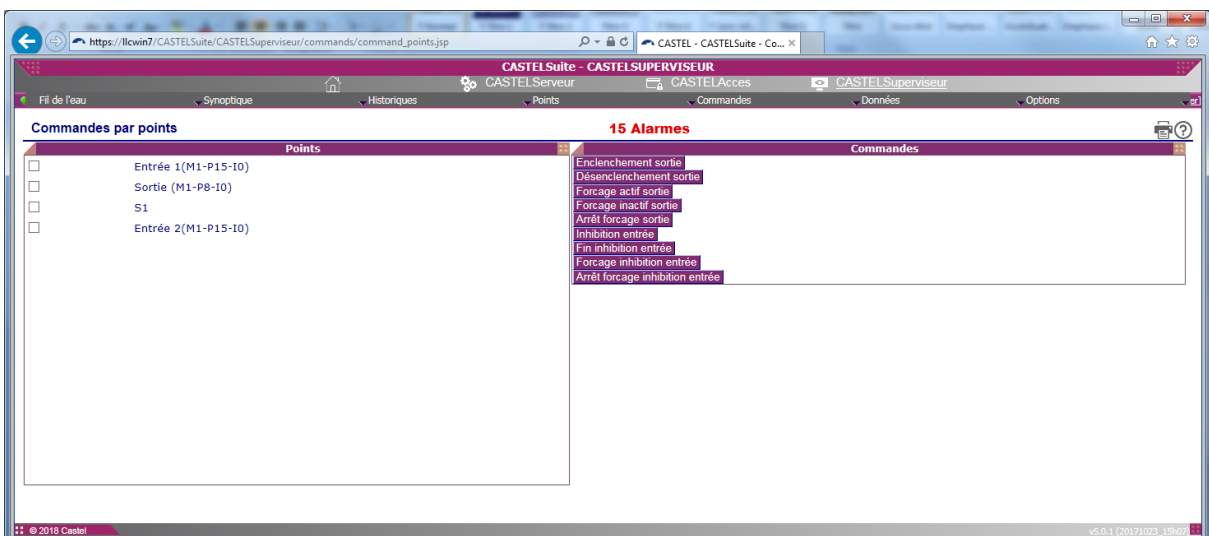 https://llcwin7/CASTELSuite/CASTELSuperviseur/commands/command_points.jsp
CASTEL - CASTELSuite - Co...
CASTELSuite - CASTELSUPERVISEUR
CASTELServeur CASTELAcces CASTELSuperviseur
Fil de l'eau Synoptique Historiques Points Commandes Données Options
Commandes par points 15 Alarmes
Points Commandes
Entrée 1(M1-P15-I0)
Sortie (M1-P8-I0)
S1
Entrée 2(M1-P15-I0)
Enclenchement sortie
Désenclenchement sortie
Forcage actif sortie
Forcage inactif sortie
Arrêt forcage sortie
Inhibition entrée
Fin inhibition entrée
Forcage inhibition entrée
Arrêt forcage inhibition entrée
© 2018 Castel v5.0.1 (20171023_15h07)